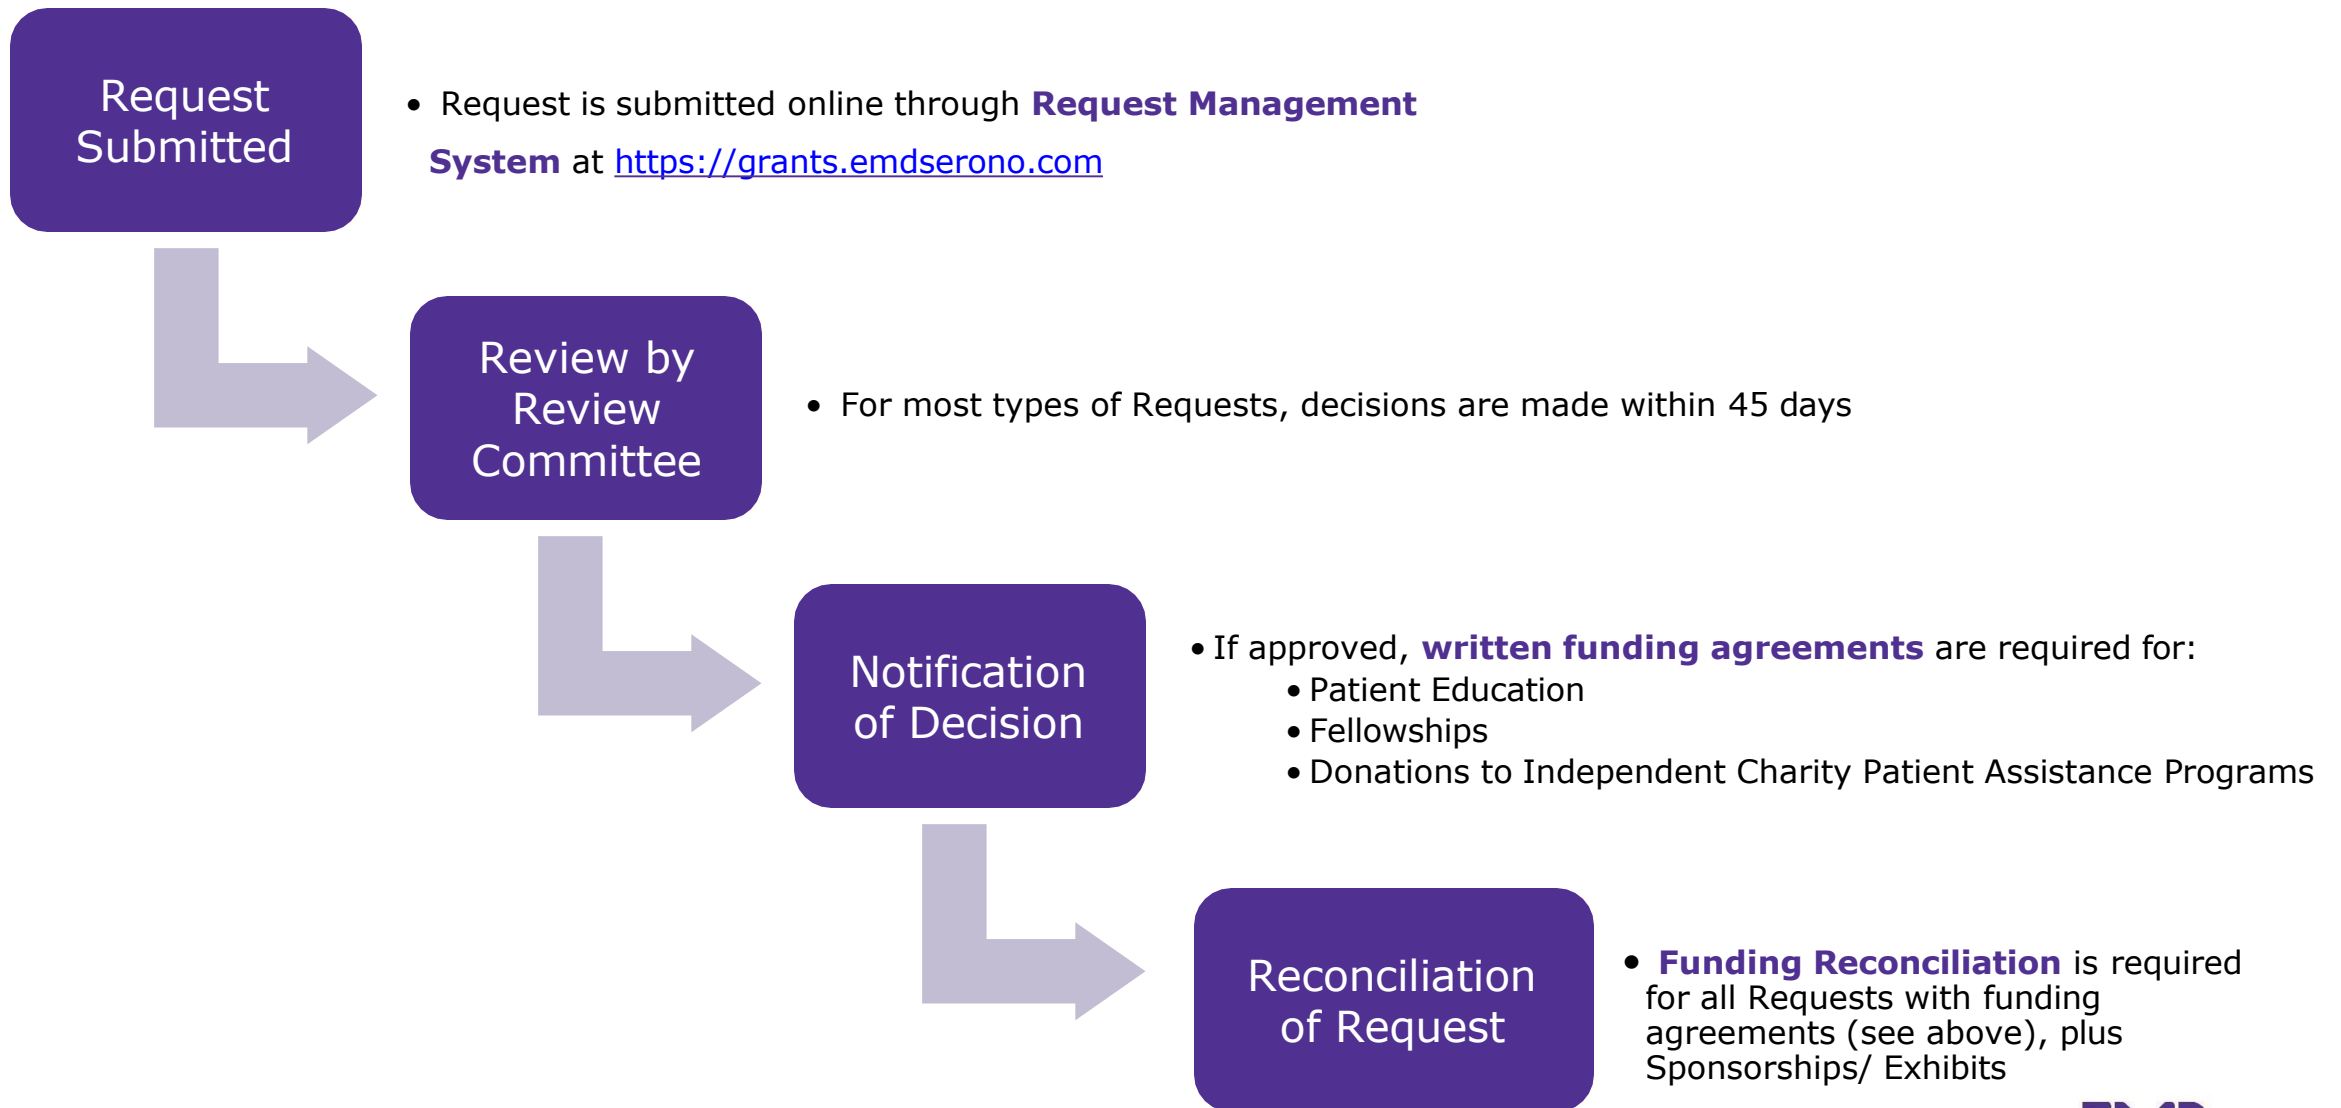 Request
Submitted
• Request is submitted online through Request Management
System at https://grants.emdserono.com
Review by
Review
Committee
• For most types of Requests, decisions are made within 45 days
Notification
of Decision
• If approved, written funding agreements are required for:
• Patient Education
• Fellowships
• Donations to Independent Charity Patient Assistance Programs
Reconciliation
of Request
• Funding Reconciliation is required
for all Requests with funding
agreements (see above), plus
Sponsorships/ Exhibits